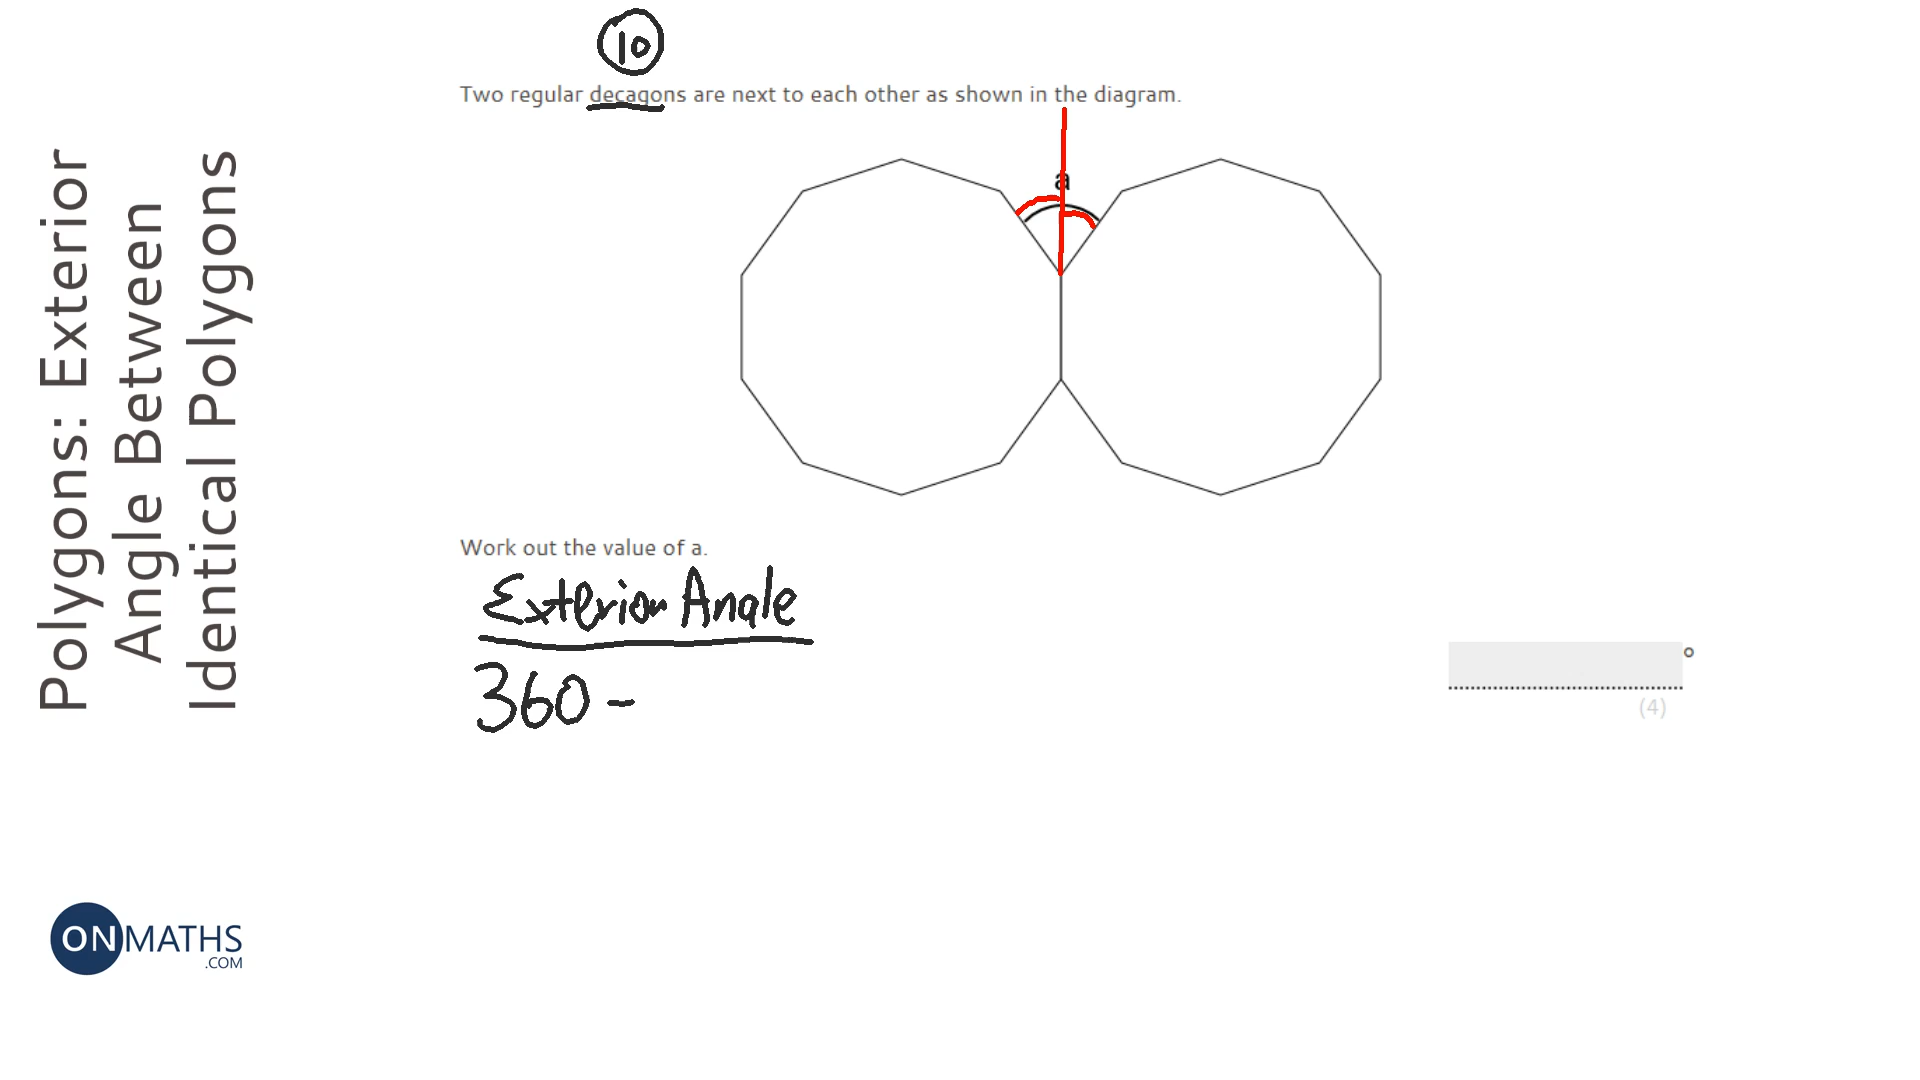 Polygons: Exterior
Angle Between
Identical Polygons
10
Two regular decagons are next to each other as shown in the diagram.
a
Work out the value of a.
Exterior Angle
360 -
°
(4)
ONMATHS
.COM